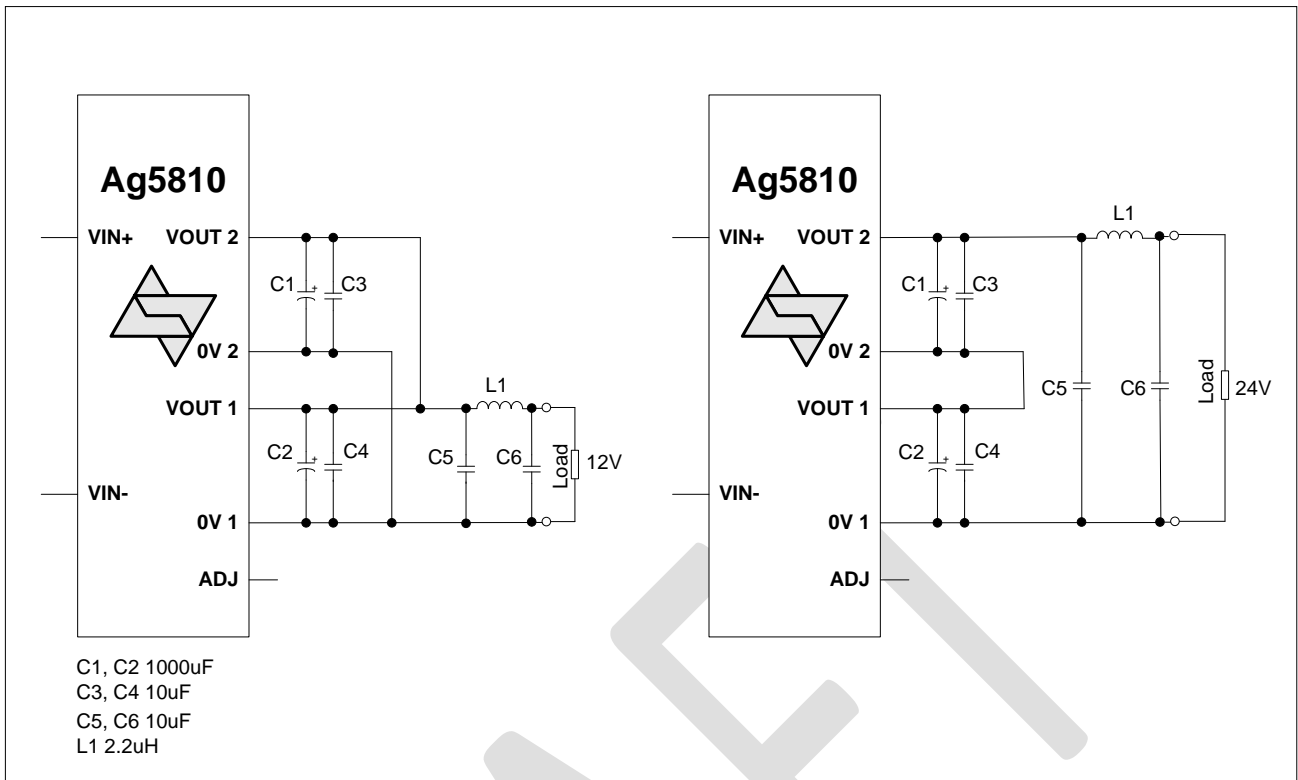 Ag5810
VIN+
VOUT 2
C1
+
C3
0V 2
VOUT 1
C2
+
C4
L1
C5
C6
Load
12V
VIN-
0V 1
ADJ
Ag5810
VIN+
VOUT 2
L1
C1
+
C3
0V 2
VOUT 1
C5
C6
Load
24V
C2
+
C4
VIN-
0V 1
ADJ
C1, C2 1000uF
C3, C4 10uF
C5, C6 10uF
L1 2.2uH